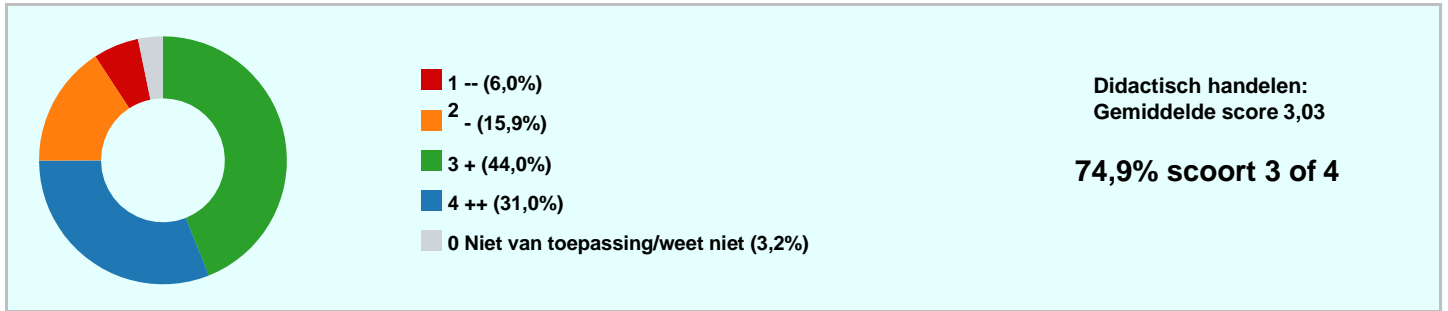 1 -- (6,0%)
2 - (15,9%)
3 + (44,0%)
4 ++ (31,0%)
0 Niet van toepassing/weet niet (3,2%)
Didactisch handelen:
Gemiddelde score 3,03
74,9% scoort 3 of 4